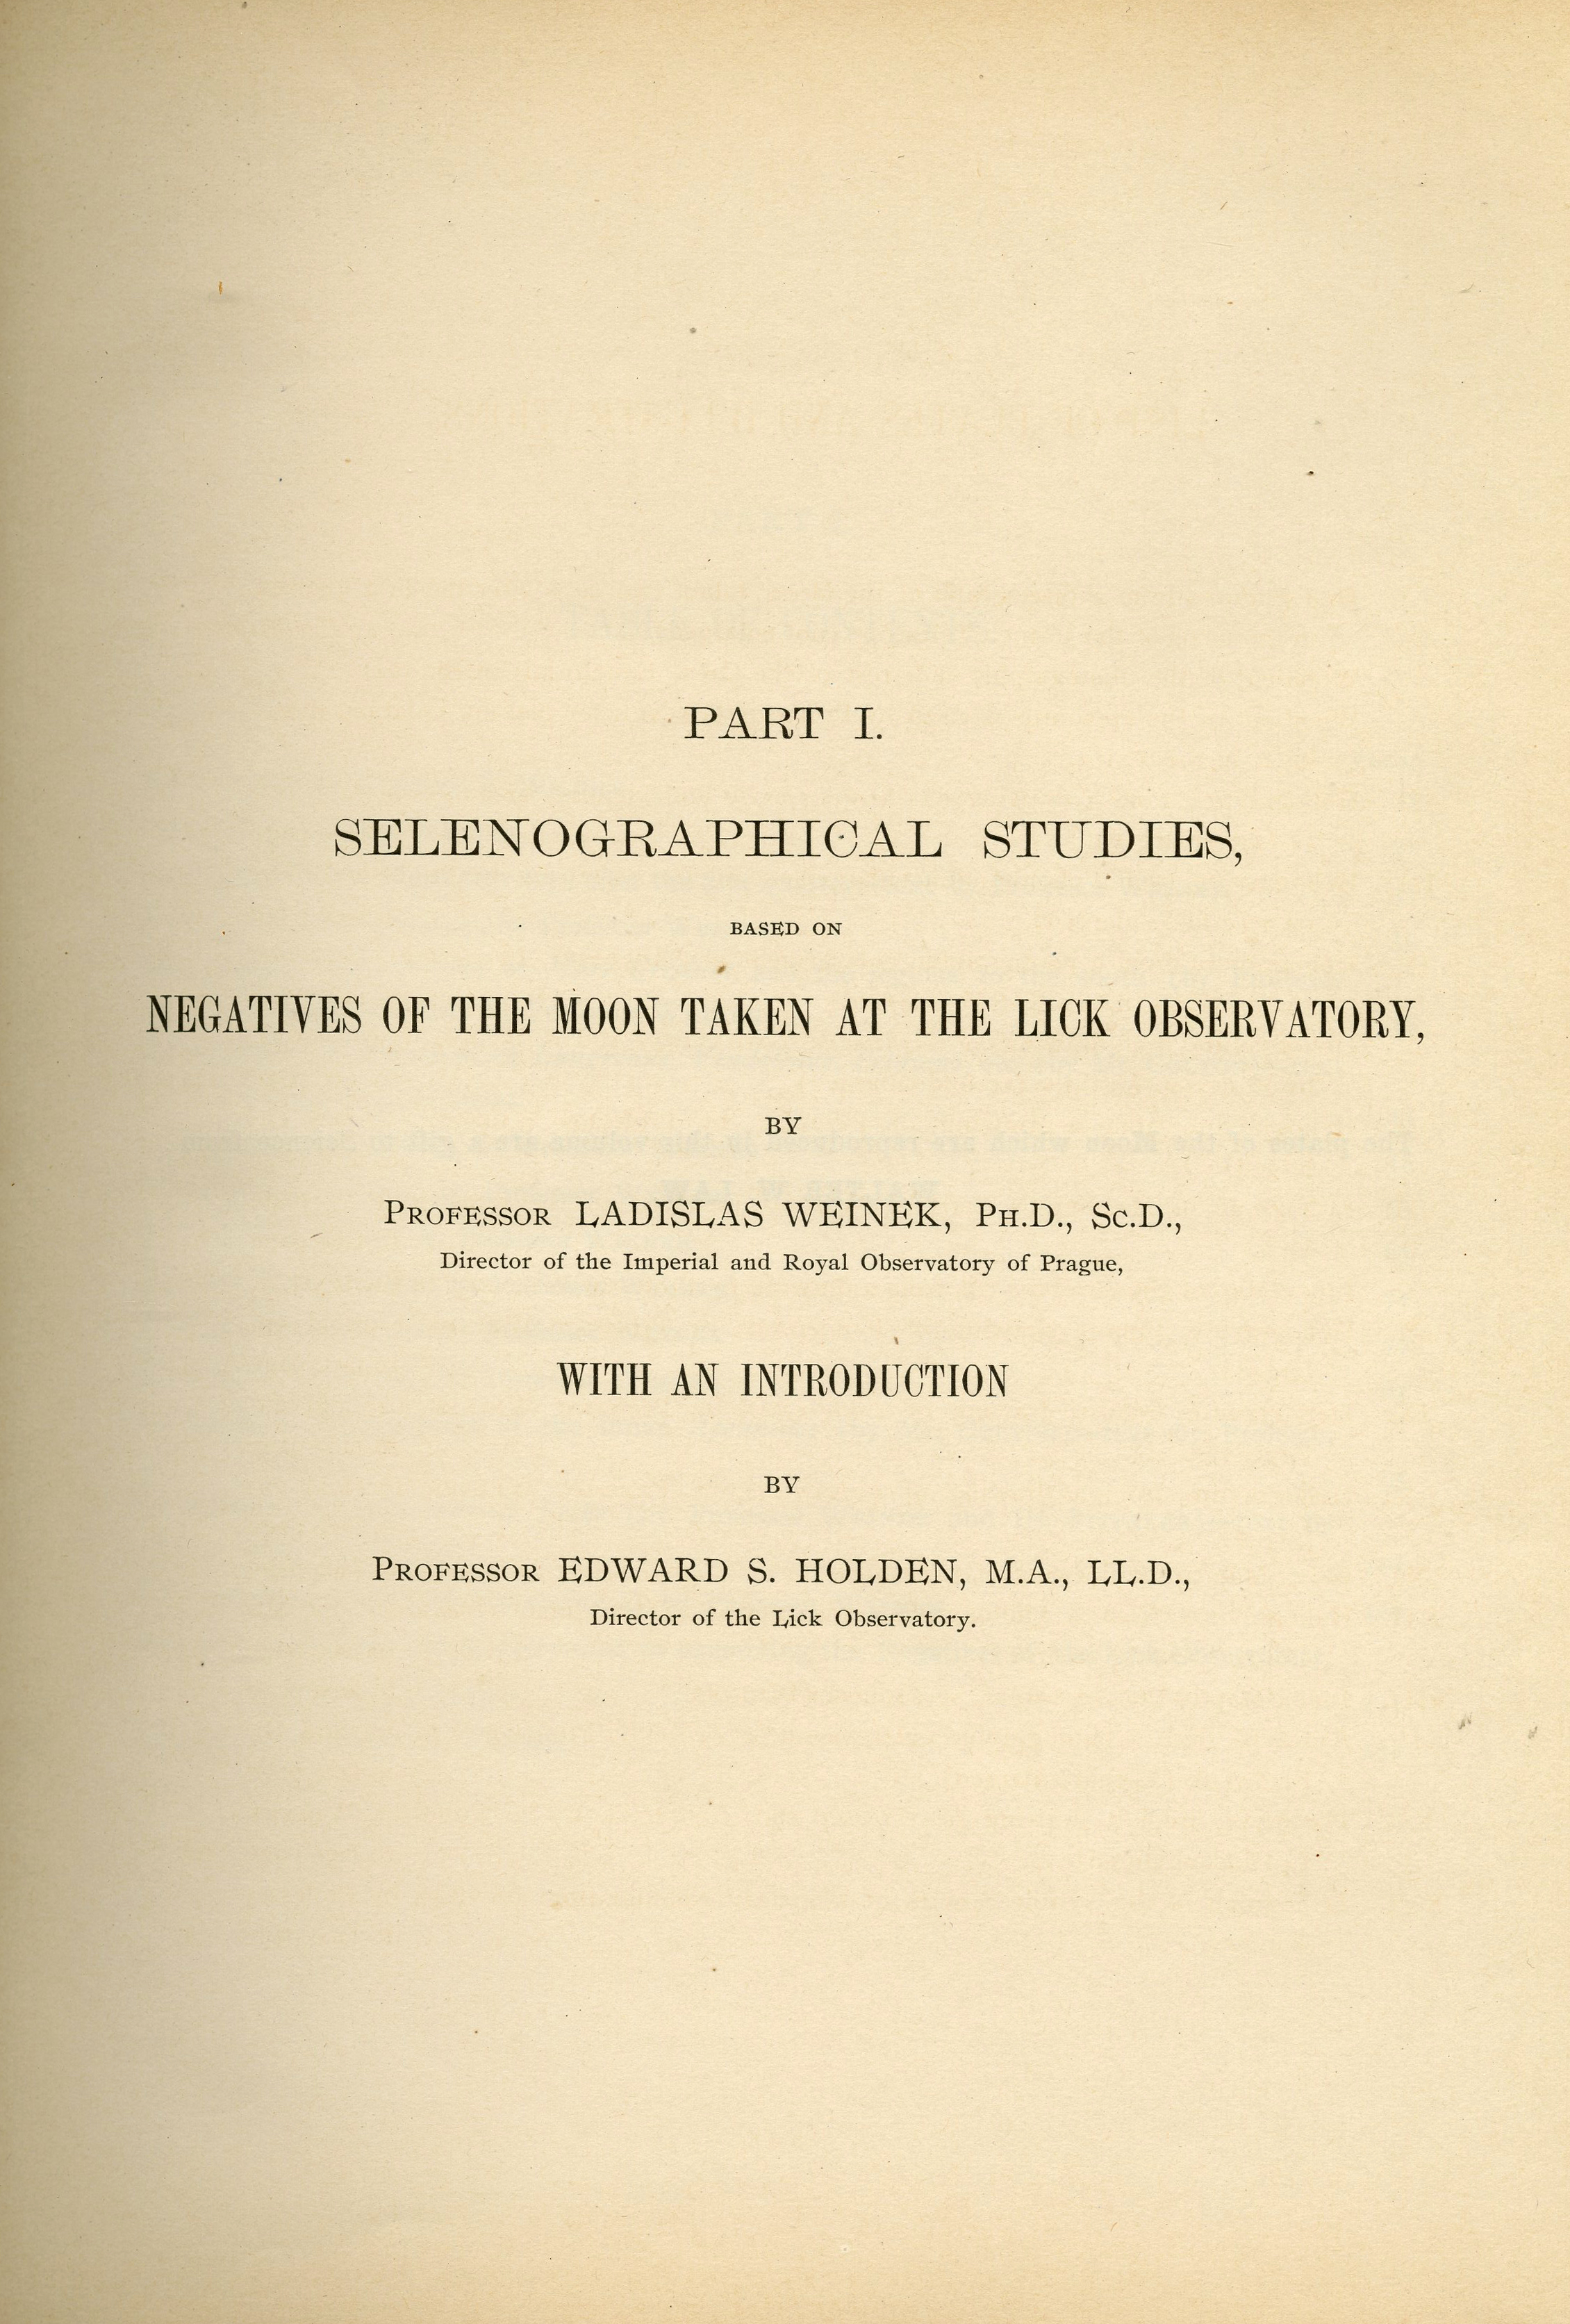 PART I.
SELENOGRAPHICAL STUDIES,
BASED ON
NEGATIVES OF THE MOON TAKEN AT THE LICK OBSERVATORY,
BY
PROFESSOR LADISLAS WEINEK, PH.D., SC.D.,
Director of the Imperial and Royal Observatory of Prague,
WITH AN INTRODUCTION
BY
PROFESSOR EDWARD S. HOLDEN, M.A., LL.D.,
Director of the Lick Observatory.